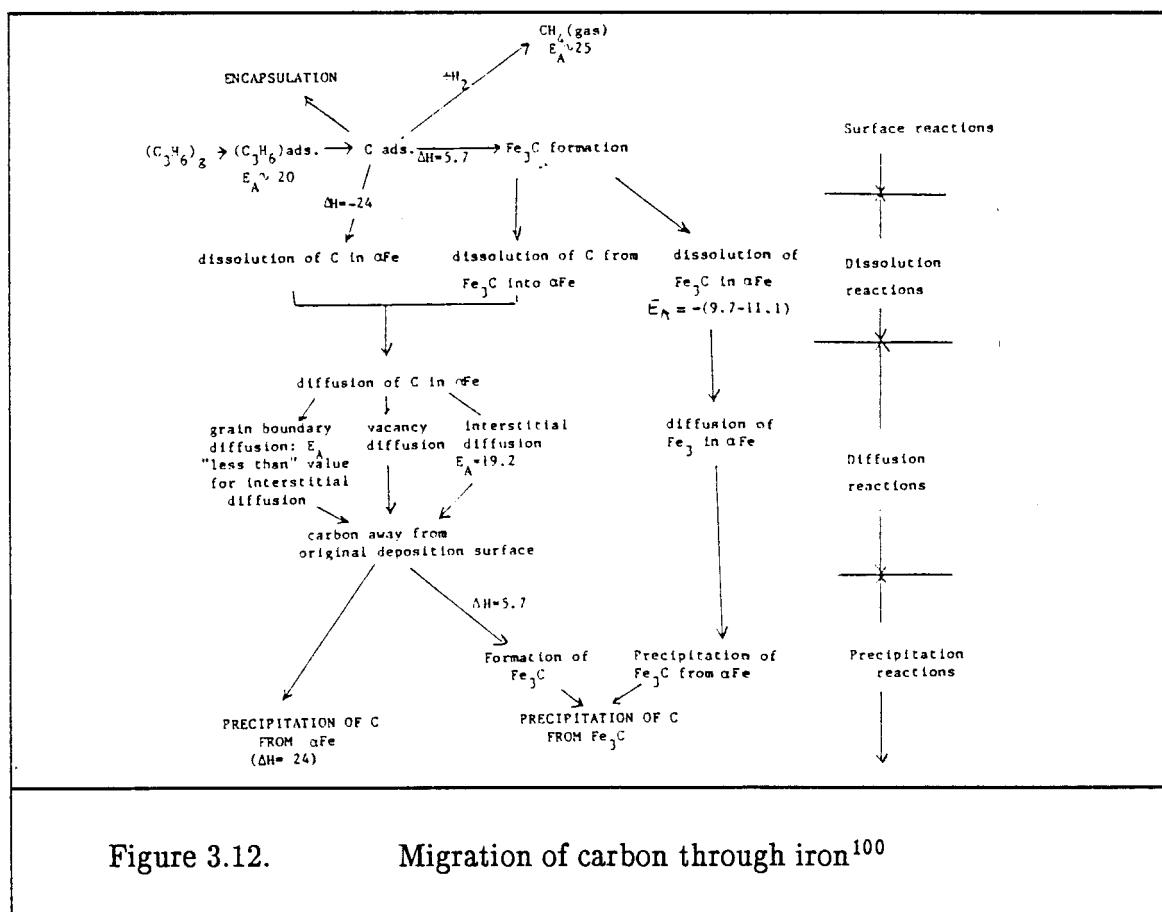 CH4(gas)
EA~25
+H2
ENCAPSULATION
Surface reactions
(C3H6)g → (C3H6)ads. → C ads. → Fe3C formation
ΔH=5.7
EA~ 20
ΔH=-24
dissolution of C in αFe
dissolution of C from
Fe3C into αFe
dissolution of
Fe3C in αFe
EA = -(9.7-11.1)
Dissolution
reactions
diffusion of C in αFe
grain boundary
diffusion: EA
"less than" value
for interstitial
diffusion
vacancy
diffusion
interstitial
diffusion
EA=19.2
diffusion of
Fe3 in αFe
Diffusion
reactions
carbon away from
original deposition surface
ΔH=5.7
Formation of
Fe3C
Precipitation of
Fe3C from αFe
Precipitation
reactions
PRECIPITATION OF C
FROM αFe
(ΔH= 24)
PRECIPITATION OF C
FROM Fe3C
Figure 3.12. Migration of carbon through iron100